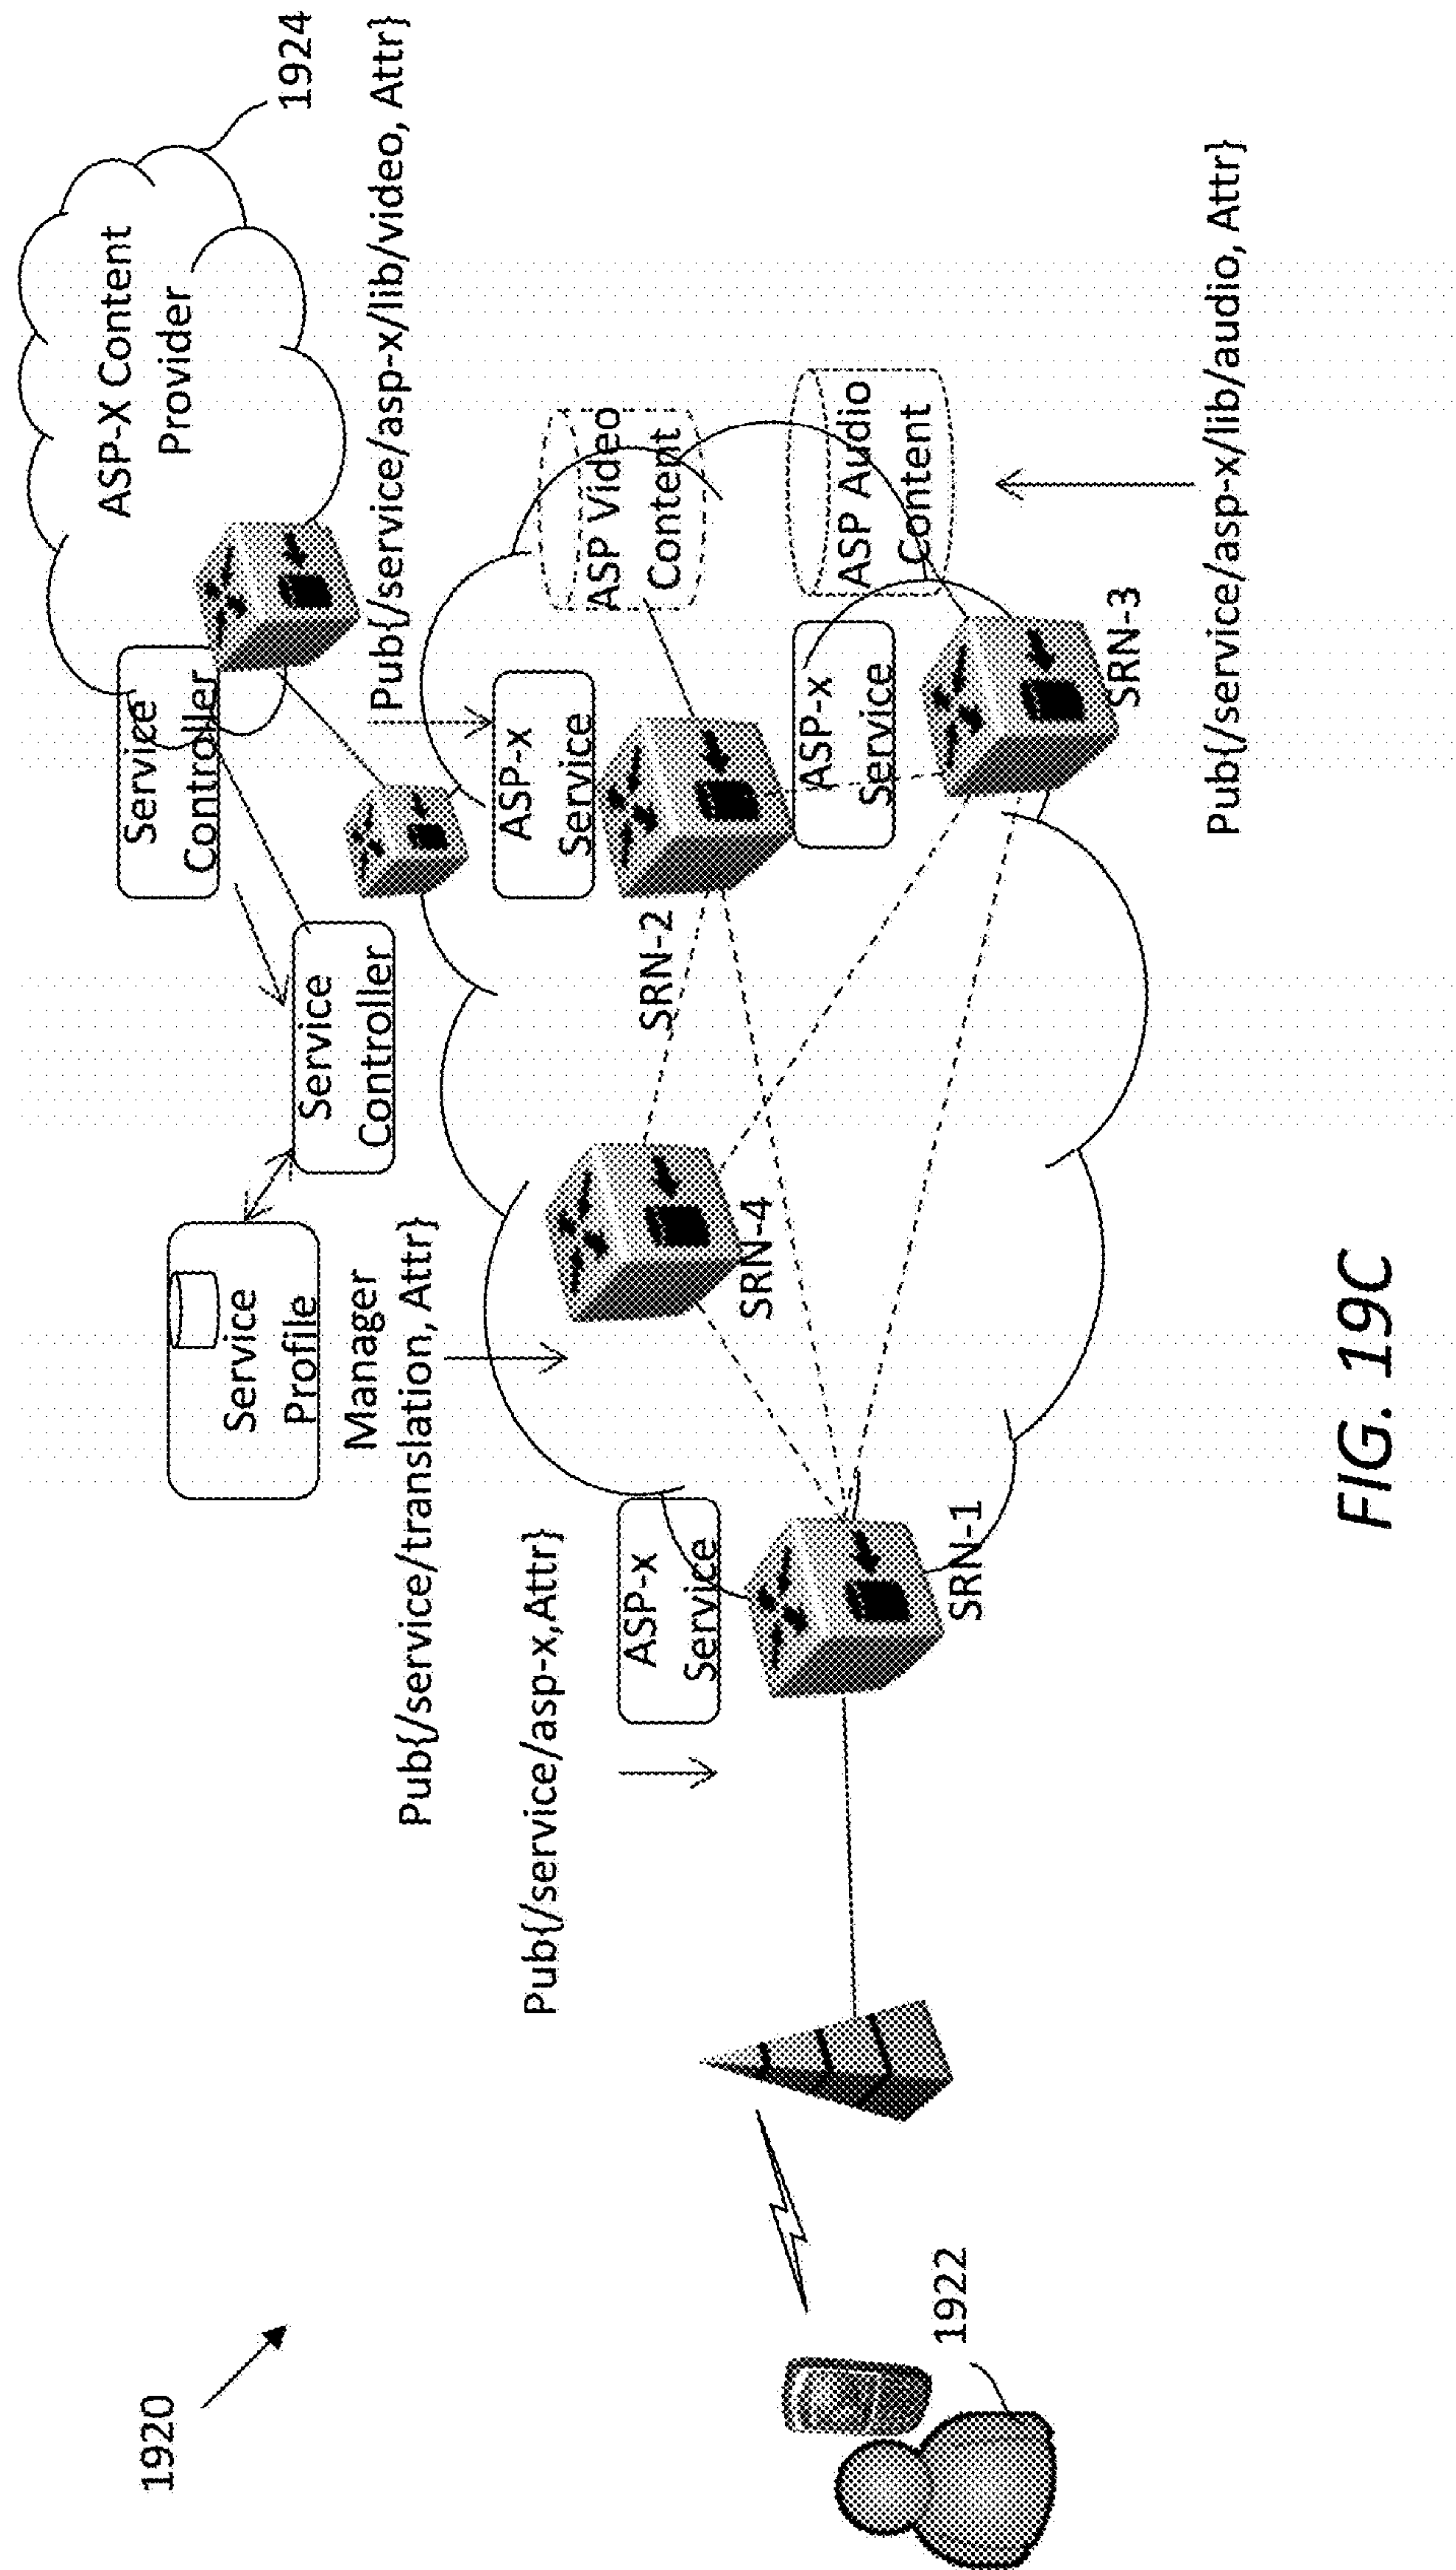 1920
Service
Profile
Manager
Service
Controller
Service
Controller
ASP-X Content
Provider
1924
Pub{/service/translation, Attr}
Pub{/service/asp-x/lib/video, Attr}
Pub{/service/asp-x,Attr}
ASP-x
Service
ASP-x
Service
ASP Video
Content
SRN-2
SRN-4
ASP-x
Service
ASP Audio
Content
SRN-1
SRN-3
1922
Pub{/service/asp-x/lib/audio, Attr}
FIG. 19C